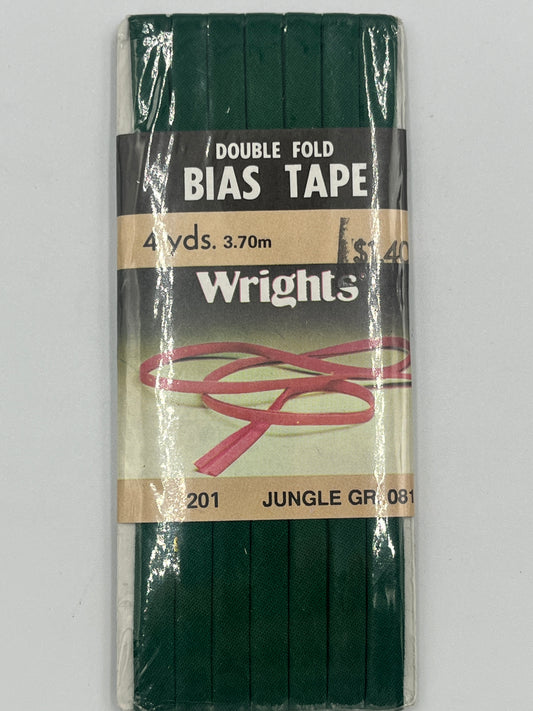 DOUBLE FOLD
BIAS TAPE
4 yds. 3.70m
$1.40
Wrights
201 JUNGLE GR. 081